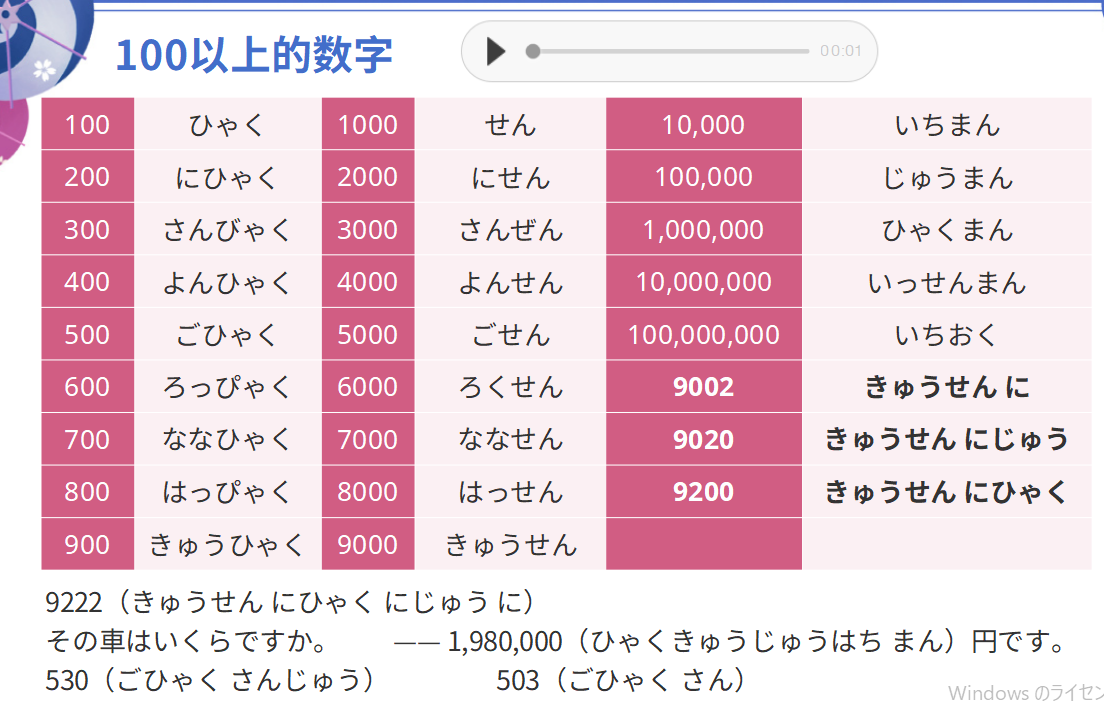 100以上的数字
00:01
100 ひゃく 1000 せん 10,000 いちまん
200 にひゃく 2000 にせん 100,000 じゅうまん
300 さんびゃく 3000 さんぜん 1,000,000 ひゃくまん
400 よんひゃく 4000 よんせん 10,000,000 いっせんまん
500 ごひゃく 5000 ごせん 100,000,000 いちおく
600 ろっぴゃく 6000 ろくせん 9002 きゅうせん に
700 ななひゃく 7000 ななせん 9020 きゅうせん にじゅう
800 はっぴゃく 8000 はっせん 9200 きゅうせん にひゃく
900 きゅうひゃく 9000 きゅうせん
9222（きゅうせん にひゃく にじゅう に）
その車はいくらですか。 —— 1,980,000（ひゃくきゅうじゅうはち まん）円です。
530（ごひゃく さんじゅう） 503（ごひゃく さん）
Windows のライセン